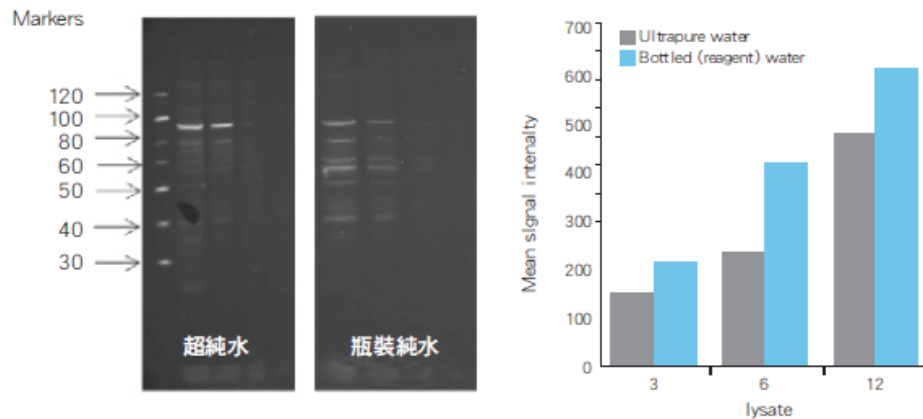 Markers
120
100
80
60
50
40
30
超純水
瓶裝純水
700
600
500
400
300
200
100
0
Mean signal intenalty
Ultrapure water
Bottled (reagent) water
3
6
12
lysate